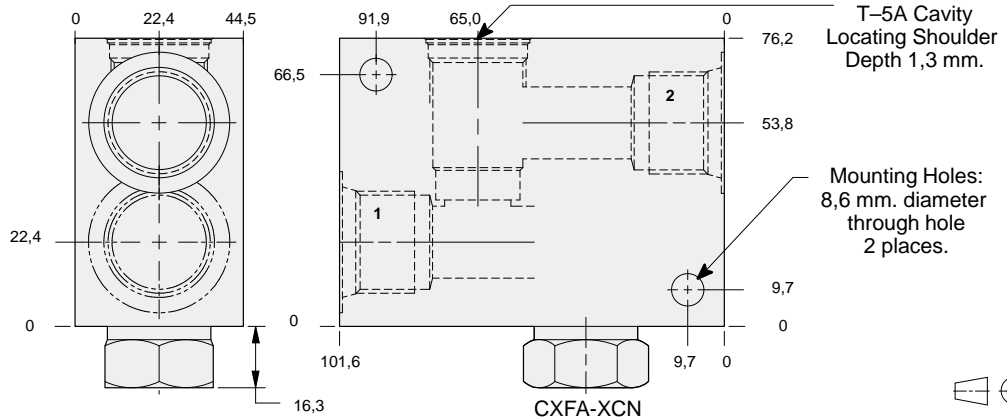 0 22,4 44,5 91,9 65,0 0
T–5A Cavity
Locating Shoulder
Depth 1,3 mm.
76,2
66,5
2
53,8
Mounting Holes:
8,6 mm. diameter
through hole
2 places.
1
22,4
9,7
0 0 0
101,6 9,7 0
16,3
CXFA-XCN